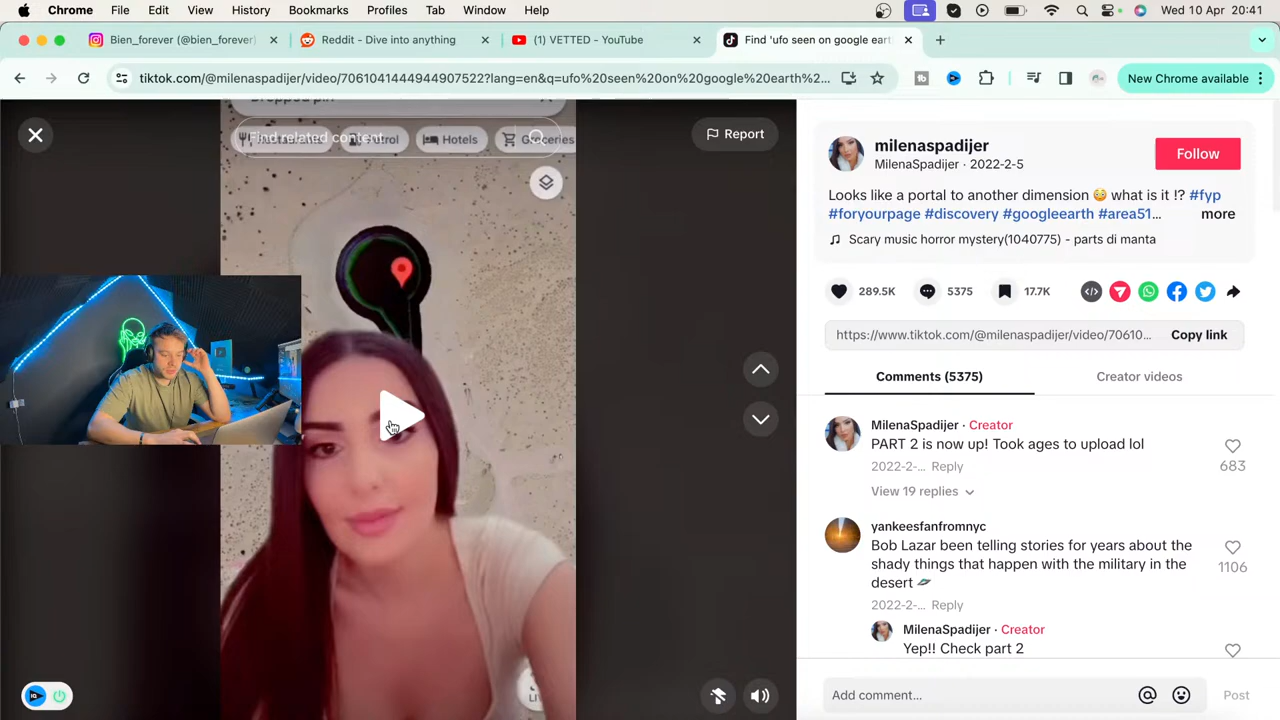 Chrome File Edit View History Bookmarks Profiles Tab Window Help Wed 10 Apr 20:41
Bien_forever (@bien_forever) Reddit - Dive into anything (1) VETTED - YouTube Find 'ufo seen on google eart
tiktok.com/@milenaspadijer/video/7061041444944907522?lang=en&q=ufo%20seen%20on%20google%20earth%... New Chrome available
Dropped pin
Find related content
Hotels
Groceries
Report
milenaspadijer
MilenaSpadijer · 2022-2-5
Follow
Looks like a portal to another dimension 😳 what is it !? #fyp
#foryourpage #discovery #googleearth #area51... more
Scary music horror mystery(1040775) - parts di manta
289.5K 5375 17.7K
https://www.tiktok.com/@milenaspadijer/video/70610... Copy link
Comments (5375) Creator videos
MilenaSpadijer · Creator
PART 2 is now up! Took ages to upload lol
2022-2-... Reply
683
View 19 replies
yankeesfanfromnyc
Bob Lazar been telling stories for years about the
shady things that happen with the military in the
desert 🛸
1106
2022-2-... Reply
MilenaSpadijer · Creator
Yep!! Check part 2
Add comment... Post